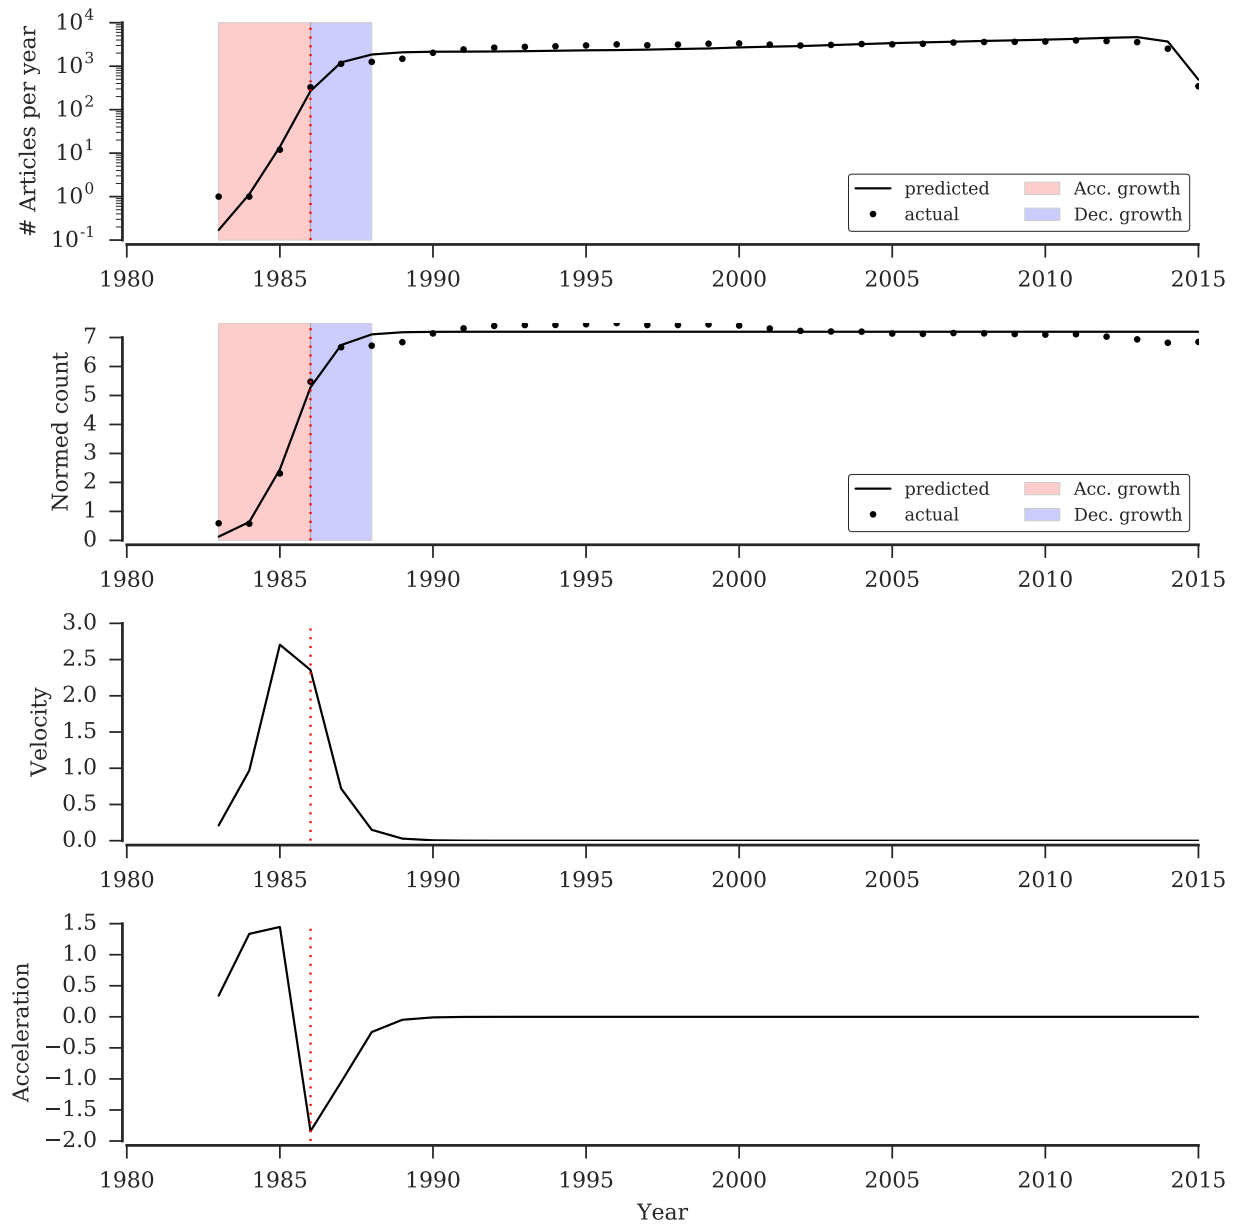 # Articles per year
10^4
10^3
10^2
10^1
10^0
10^-1
predicted
actual
Acc. growth
Dec. growth
1980 1985 1990 1995 2000 2005 2010 2015
Normed count
7
6
5
4
3
2
1
0
predicted
actual
Acc. growth
Dec. growth
1980 1985 1990 1995 2000 2005 2010 2015
Velocity
3.0
2.5
2.0
1.5
1.0
0.5
0.0
1980 1985 1990 1995 2000 2005 2010 2015
Acceleration
1.5
1.0
0.5
0.0
−0.5
−1.0
−1.5
−2.0
1980 1985 1990 1995 2000 2005 2010 2015
Year